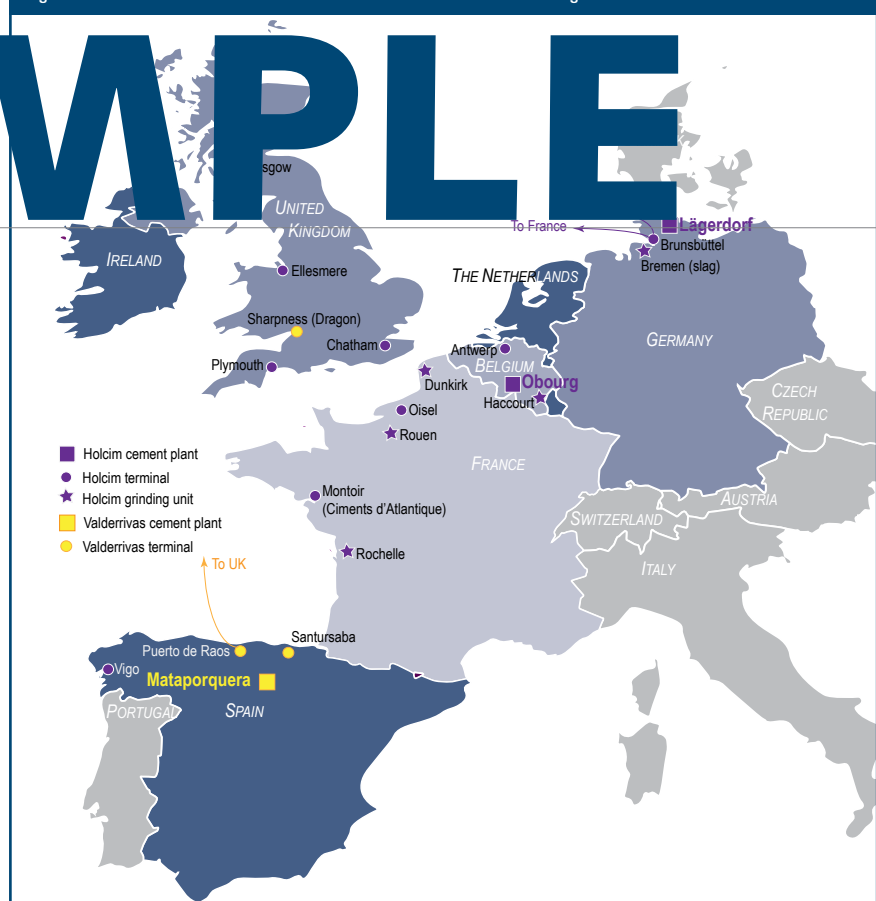 MPLE
sgow
UNITED
KINGDOM
IRELAND
To France
Lägerdorf
Brunsbüttel
Bremen (slag)
Ellesmere
THE NETHERLANDS
Sharpness (Dragon)
Chatham
GERMANY
Antwerp
BELGIUM
Plymouth
Dunkirk
Obourg
Haccourt
CZECH
REPUBLIC
Oisel
Rouen
FRANCE
Holcim cement plant
Holcim terminal
Holcim grinding unit
Valderrivas cement plant
Valderrivas terminal
Montoir
(Ciments d'Atlantique)
AUSTRIA
SWITZERLAND
Rochelle
To UK
ITALY
Santursaba
Puerto de Raos
Vigo
Mataporquera
PORTUGAL
SPAIN